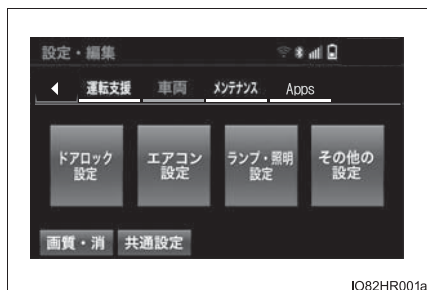 設定・編集
運転支援 車両 メンテナンス Apps
ドアロック
設定
エアコン
設定
ランプ・照明
設定
その他の
設定
画質・消 共通設定
IO82HR001a